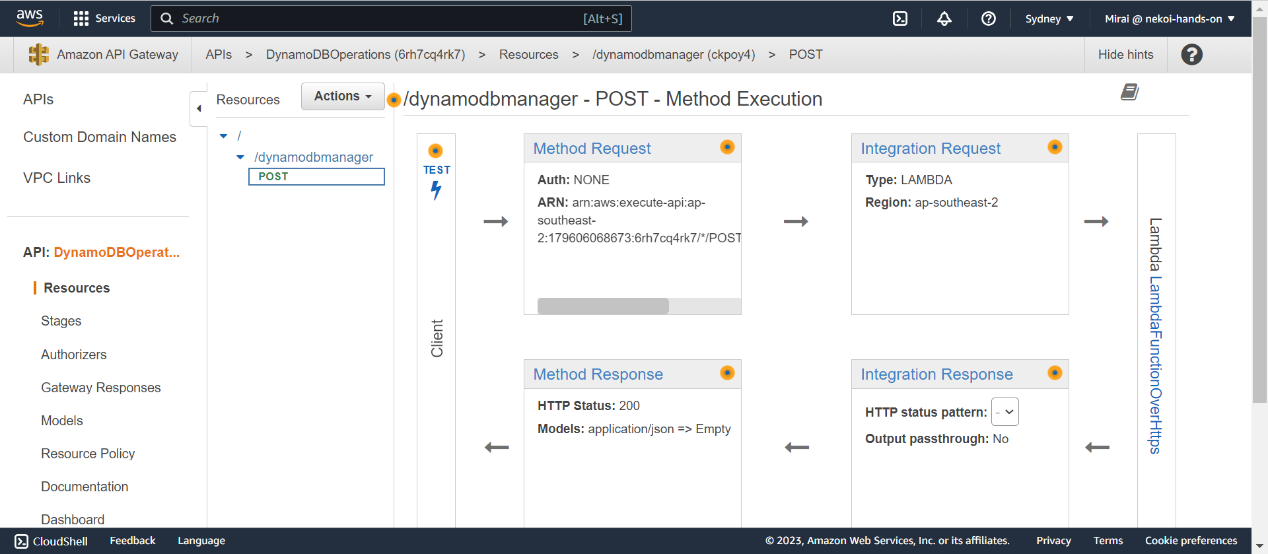 aws
Services
Search
[Alt+S]
Sydney
Mirai @ nekoi-hands-on
Amazon API Gateway
APIs > DynamoDBOperations (6rh7cq4rk7) > Resources > /dynamodbmanager (ckpoy4) > POST
Hide hints
?
APIs
Custom Domain Names
VPC Links
API: DynamoDBOperat...
Resources
Stages
Authorizers
Gateway Responses
Models
Resource Policy
Documentation
Dashboard
Resources
Actions
/
/dynamodbmanager
POST
/dynamodbmanager - POST - Method Execution
TEST
Client
Method Request
Auth: NONE
ARN: arn:aws:execute-api:ap-
southeast-
2:179606068673:6rh7cq4rk7/*/POST
Integration Request
Type: LAMBDA
Region: ap-southeast-2
Lambda LambdaFunctionOverHttps
Method Response
HTTP Status: 200
Models: application/json => Empty
Integration Response
HTTP status pattern: -
Output passthrough: No
CloudShell
Feedback
Language
© 2023, Amazon Web Services, Inc. or its affiliates.
Privacy
Terms
Cookie preferences